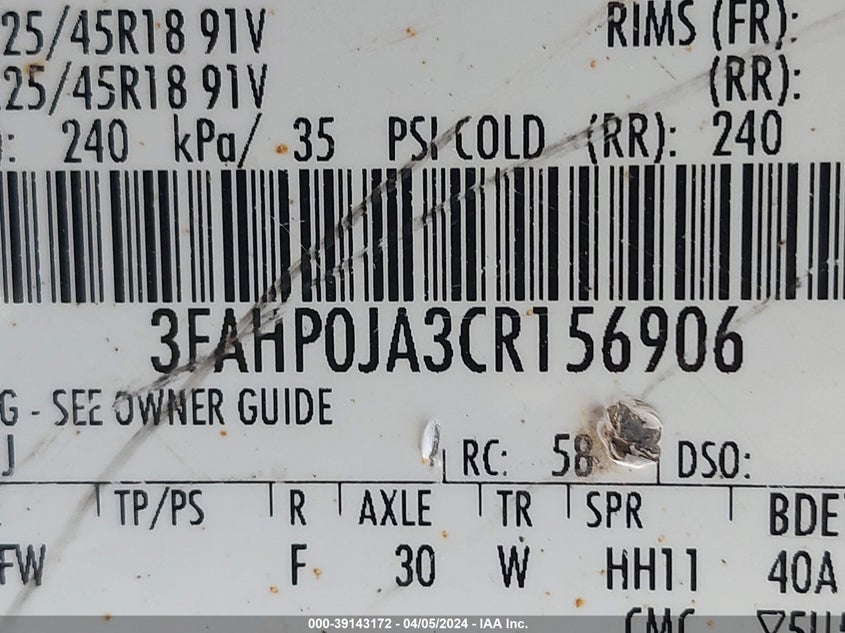 25/45R18 91V RIMS (FR):
25/45R18 91V (RR):
: 240 kPa/ 35 PSI COLD (RR): 240
3FAHP0JA3CR156906
G - SEE OWNER GUIDE
J RC: 58 DSO:
TP/PS R AXLE TR SPR BDE
FW F 30 W HH11 40A
CMC
000-39143172 - 04/05/2024 - IAA Inc.